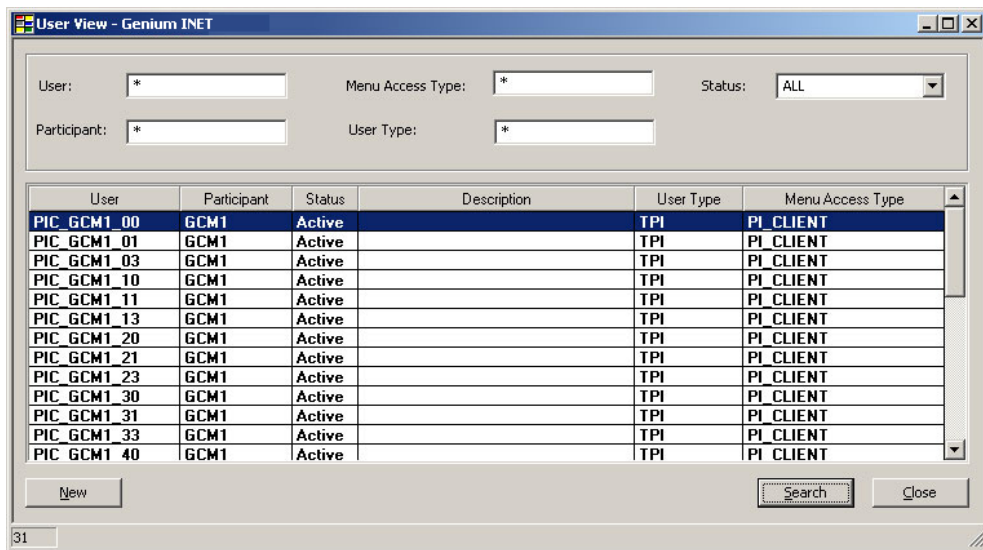 User View - Genium INET
User: * Menu Access Type: * Status: ALL
Participant: * User Type: *
User Participant Status Description User Type Menu Access Type
PIC_GCM1_00 GCM1 Active TPI PI_CLIENT
PIC_GCM1_01 GCM1 Active TPI PI_CLIENT
PIC_GCM1_03 GCM1 Active TPI PI_CLIENT
PIC_GCM1_10 GCM1 Active TPI PI_CLIENT
PIC_GCM1_11 GCM1 Active TPI PI_CLIENT
PIC_GCM1_13 GCM1 Active TPI PI_CLIENT
PIC_GCM1_20 GCM1 Active TPI PI_CLIENT
PIC_GCM1_21 GCM1 Active TPI PI_CLIENT
PIC_GCM1_23 GCM1 Active TPI PI_CLIENT
PIC_GCM1_30 GCM1 Active TPI PI_CLIENT
PIC_GCM1_31 GCM1 Active TPI PI_CLIENT
PIC_GCM1_33 GCM1 Active TPI PI_CLIENT
PIC_GCM1_40 GCM1 Active TPI PI_CLIENT
New Search Close
31